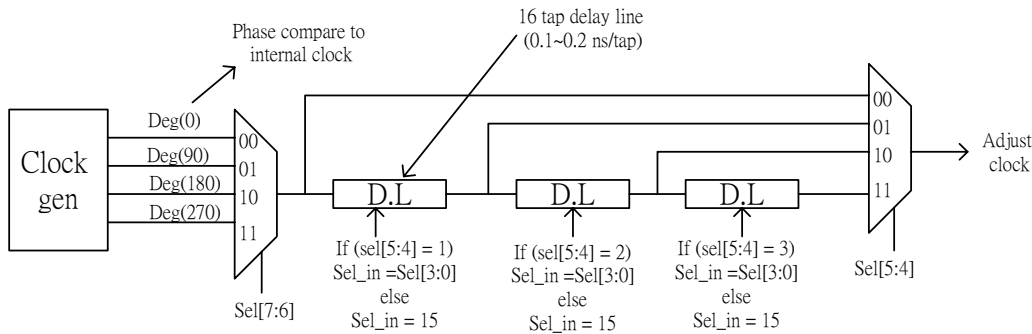 16 tap delay line
(0.1~0.2 ns/tap)
Phase compare to
internal clock
Clock
gen
Deg(0)
Deg(90)
Deg(180)
Deg(270)
00
01
10
11
Sel[7:6]
D.L
If (sel[5:4] = 1)
Sel_in =Sel[3:0]
else
Sel_in = 15
D.L
If (sel[5:4] = 2)
Sel_in =Sel[3:0]
else
Sel_in = 15
D.L
If (sel[5:4] = 3)
Sel_in =Sel[3:0]
else
Sel_in = 15
00
01
10
11
Sel[5:4]
Adjust
clock